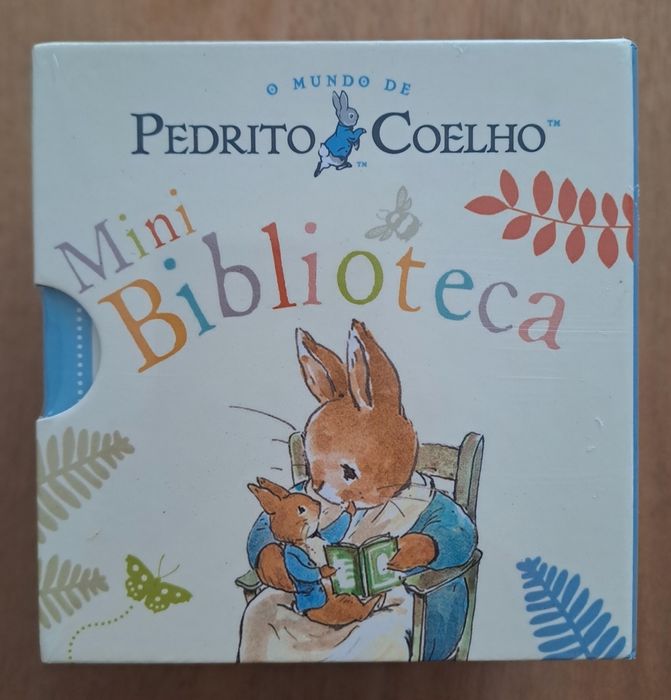 O MUNDO DE
PEDRITO COELHO™
™
Mini
Biblioteca